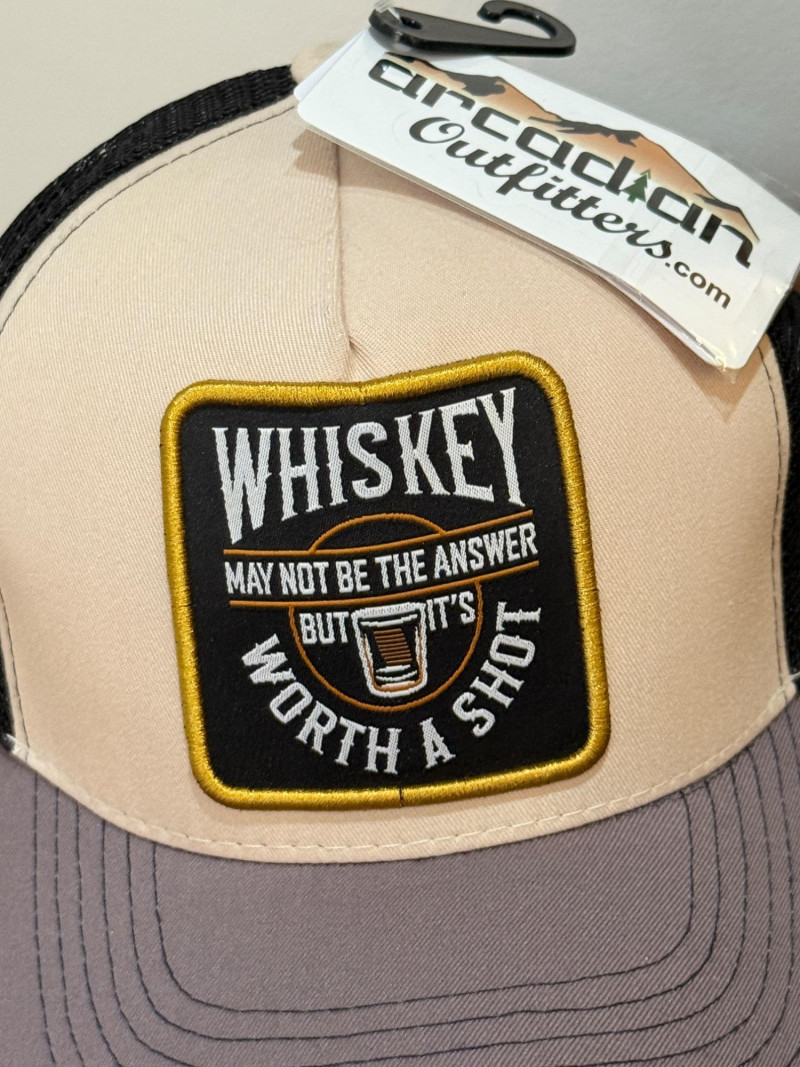 arcadian
Outfitters.com
WHISKEY
MAY NOT BE THE ANSWER
BUT IT'S
WORTH A SHOT